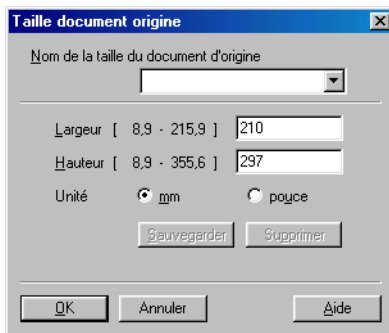 Taille document origine
Nom de la taille du document d'origine
Largeur [ 8,9 - 215,9 ] 210
Hauteur [ 8,9 - 355,6 ] 297
Unité mm pouce
Sauvegarder Supprimer
OK Annuler Aide